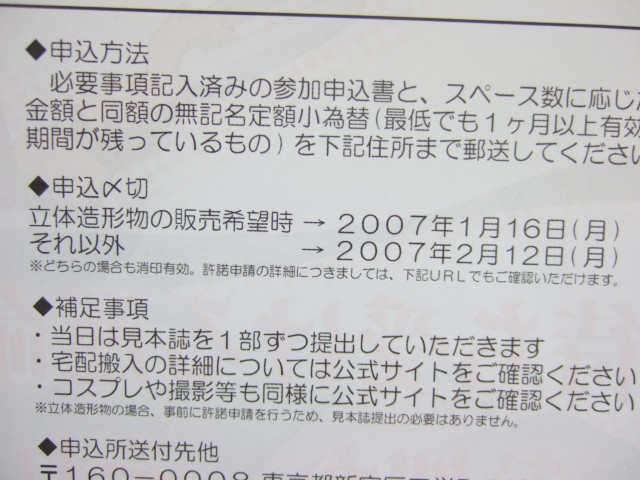 ◆申込方法
必要事項記入済みの参加申込書と、スペース数に応じた
金額と同額の無記名定額小為替(最低でも1ヶ月以上有効
期間が残っているもの)を下記住所まで郵送してください
◆申込〆切
立体造形物の販売希望時 → 2007年1月16日(月)
それ以外 → 2007年2月12日(月)
※どちらの場合も消印有効。許諾申請の詳細につきましては、下記URLでもご確認いただけます。
◆補足事項
・当日は見本誌を1部ずつ提出していただきます
・宅配搬入の詳細については公式サイトをご確認ください
・コスプレや撮影等も同様に公式サイトをご確認ください
※立体造形物の場合、事前に許諾申請を行うため、見本誌提出の必要はありません。
◆申込所送付先他
〒160-0008 東京都新宿区